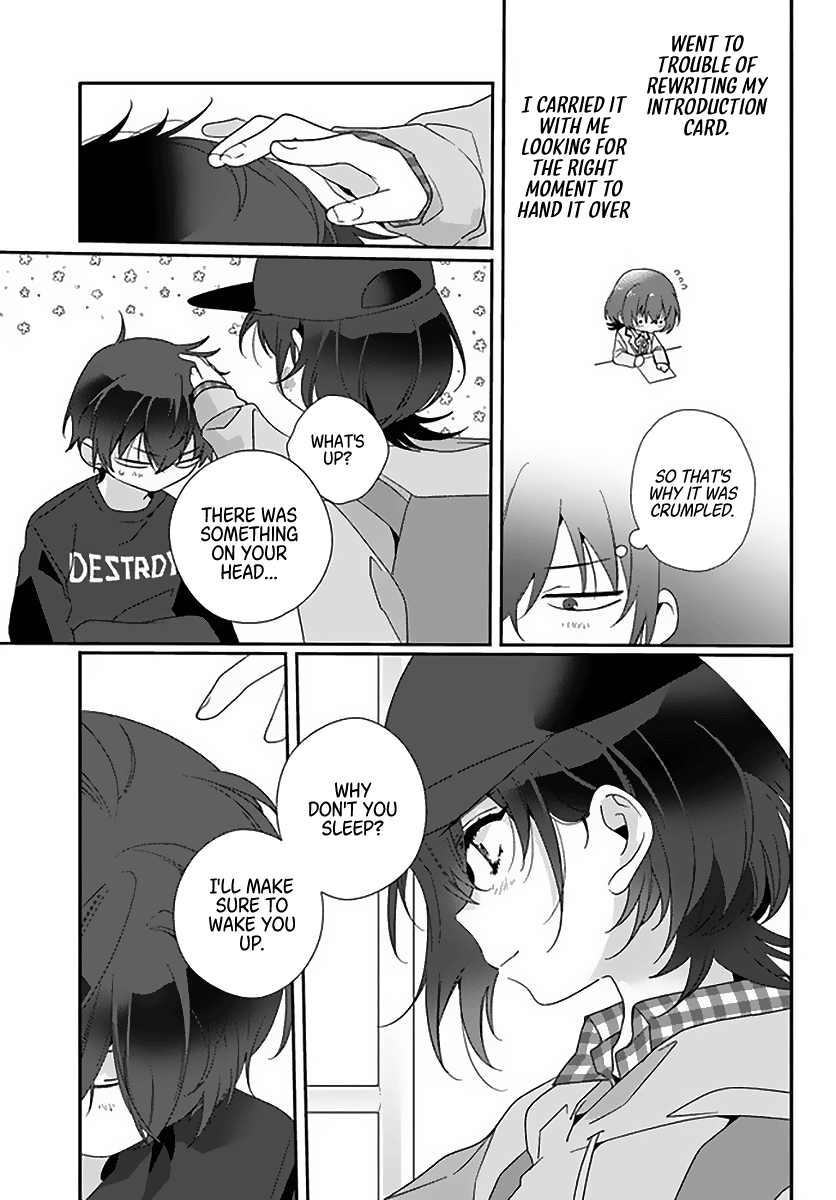 WENT TO
TROUBLE OF
REWRITING MY
INTRODUCTION
CARD.
I CARRIED IT
WITH ME
LOOKING FOR
THE RIGHT
MOMENT TO
HAND IT OVER
SO THAT'S
WHY IT WAS
CRUMPLED.
WHAT'S
UP?
THERE WAS
SOMETHING
ON YOUR
HEAD...
DESTROY
WHY
DON'T YOU
SLEEP?
I'LL MAKE
SURE TO
WAKE YOU
UP.